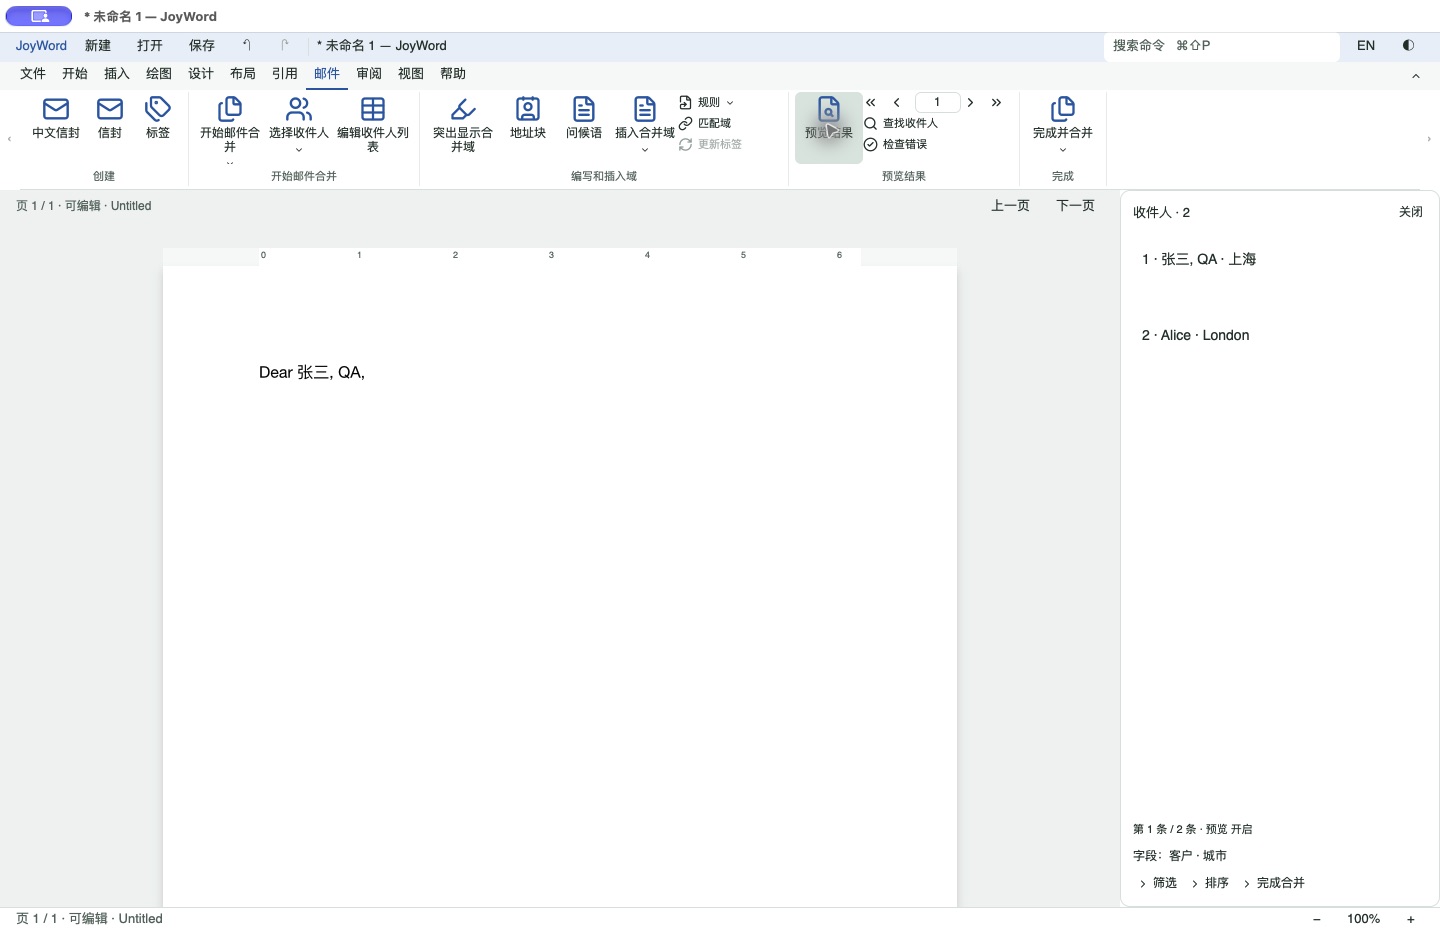 * 未命名 1 — JoyWord
JoyWord 新建 打开 保存 * 未命名 1 — JoyWord 搜索命令 ⌘⇧P EN
文件 开始 插入 绘图 设计 布局 引用 邮件 审阅 视图 帮助
中文信封 信封 标签
创建
开始邮件合并 选择收件人 编辑收件人列表
开始邮件合并
突出显示合并域 地址块 问候语 插入合并域
规则
匹配域
更新标签
编写和插入域
预览结果
1
查找收件人
检查错误
预览结果
完成并合并
完成
页 1 / 1 · 可编辑 · Untitled 上一页 下一页
0 1 2 3 4 5 6
Dear 张三, QA,
收件人 · 2 关闭
1 · 张三, QA · 上海
2 · Alice · London
第 1 条 / 2 条 · 预览 开启
字段：客户 · 城市
筛选 排序 完成合并
页 1 / 1 · 可编辑 · Untitled − 100% +